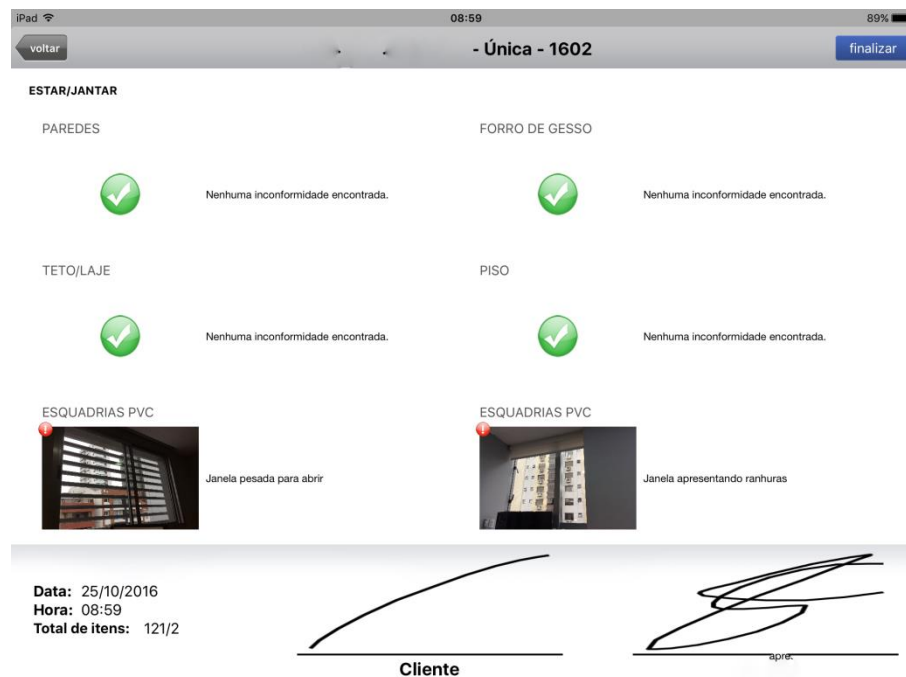 iPad 08:59 89%
voltar - Única - 1602 finalizar
ESTAR/JANTAR
PAREDES FORRO DE GESSO
Nenhuma inconformidade encontrada. Nenhuma inconformidade encontrada.
TETO/LAJE PISO
Nenhuma inconformidade encontrada. Nenhuma inconformidade encontrada.
ESQUADRIAS PVC ESQUADRIAS PVC
Janela pesada para abrir Janela apresentando ranhuras
Data: 25/10/2016
Hora: 08:59
Total de itens: 121/2
apre.
Cliente